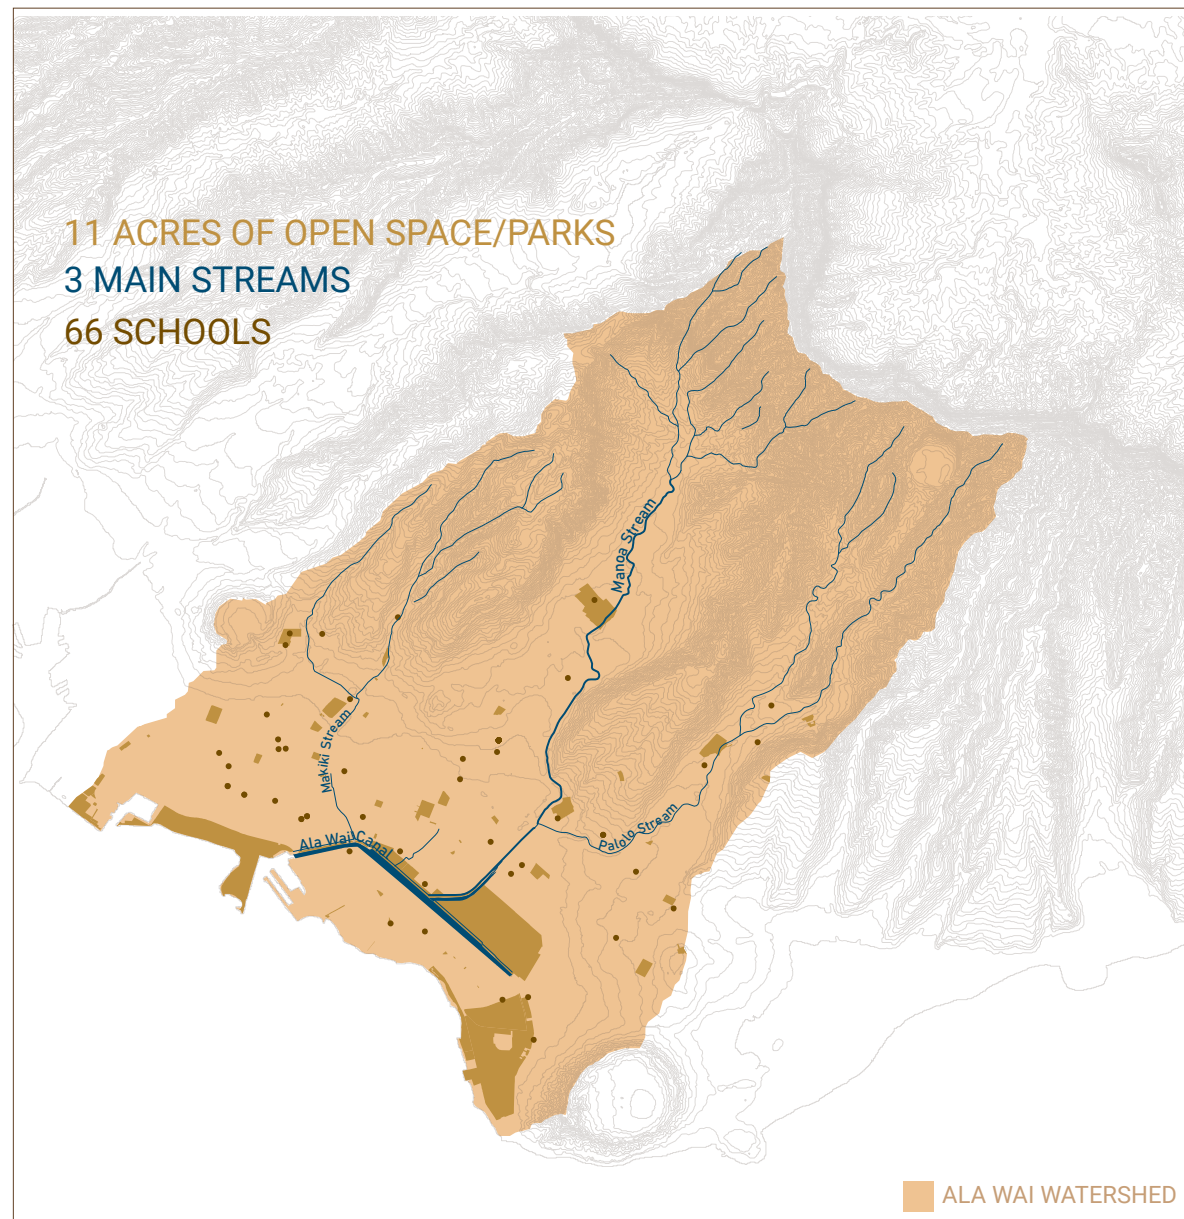 11 ACRES OF OPEN SPACE/PARKS
3 MAIN STREAMS
66 SCHOOLS
Manoa Stream
Makiki Stream
Palolo Stream
Ala Wai Canal
ALA WAI WATERSHED